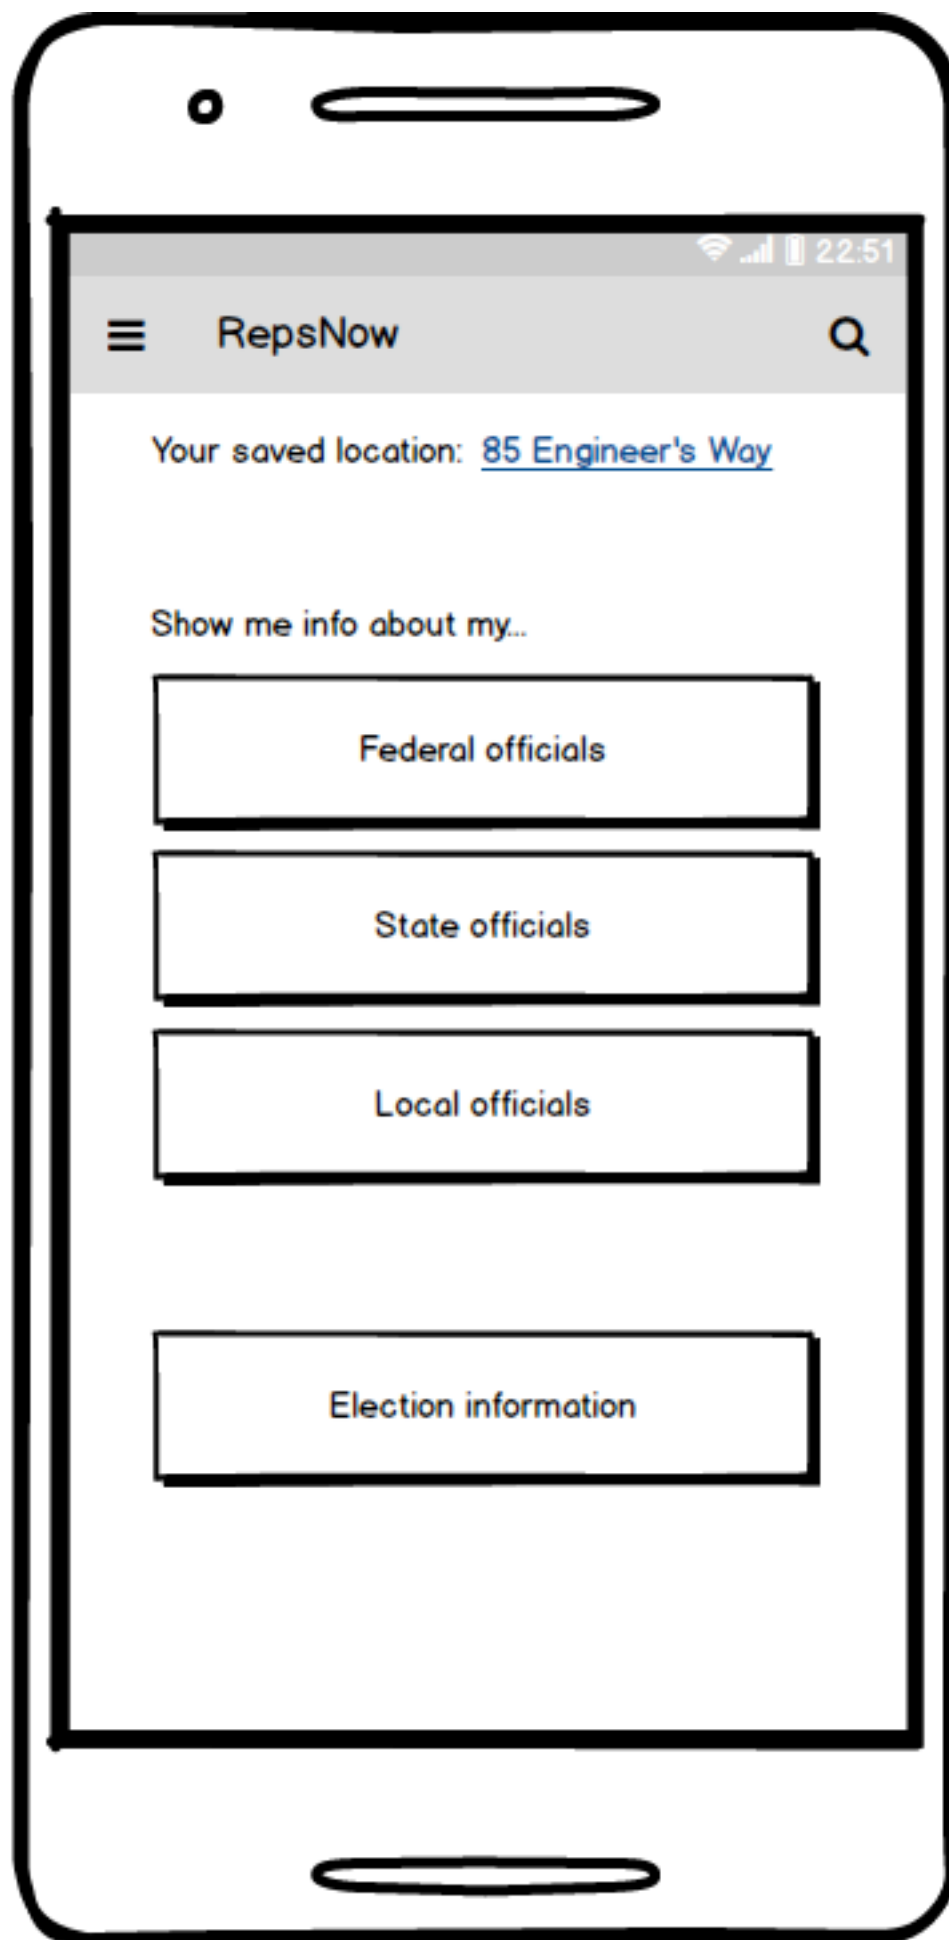 22:51
RepsNow
Your saved location: 85 Engineer's Way
Show me info about my...
Federal officials
State officials
Local officials
Election information